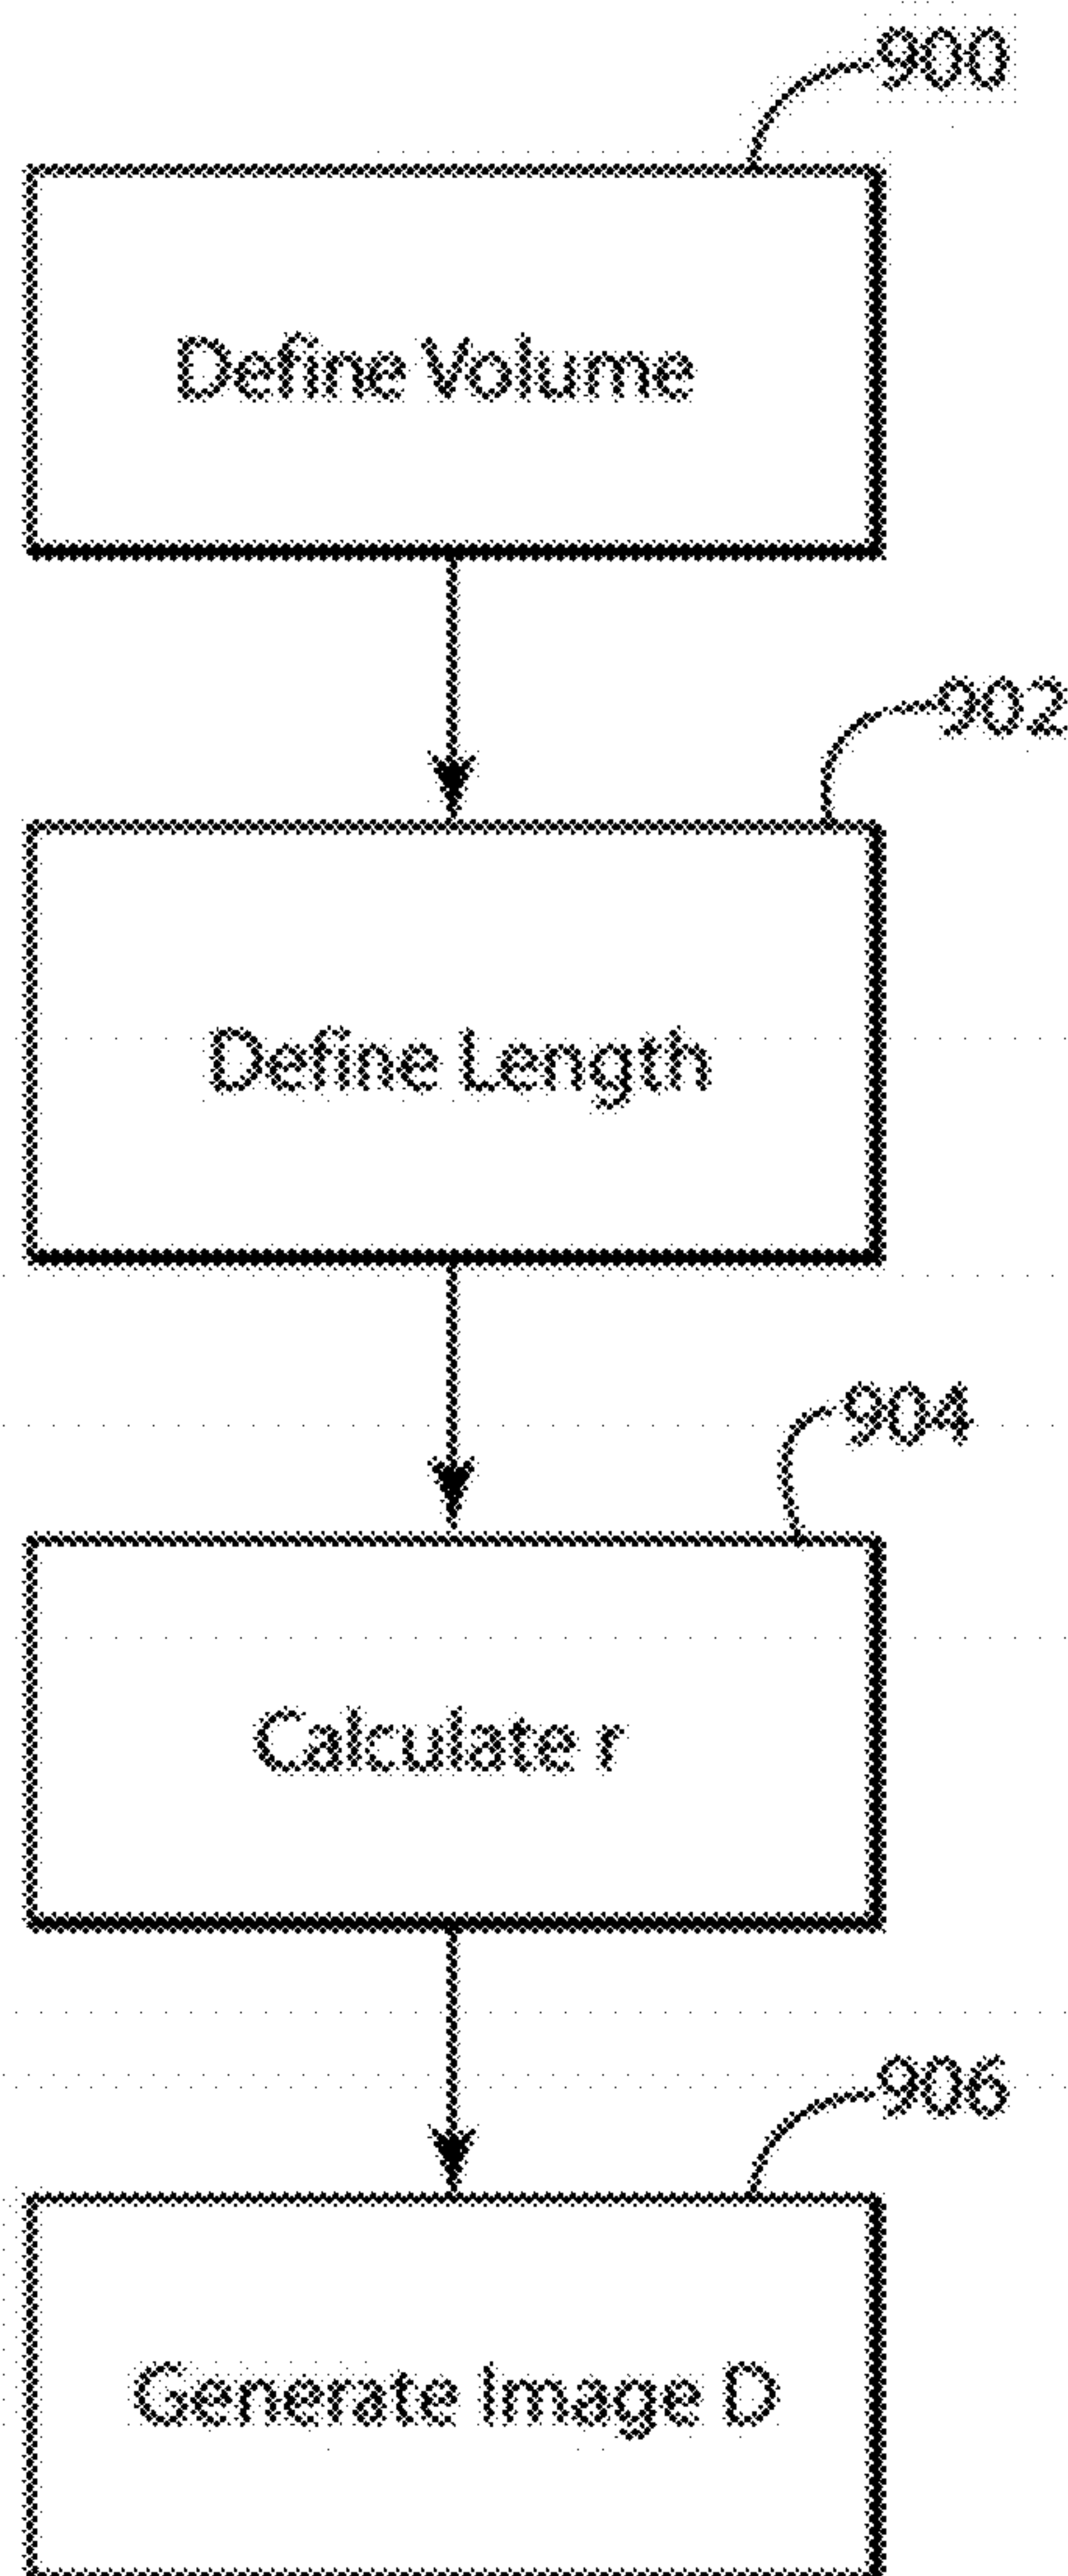 900
Define Volume
902
Define Length
904
Calculate r
906
Generate Image D